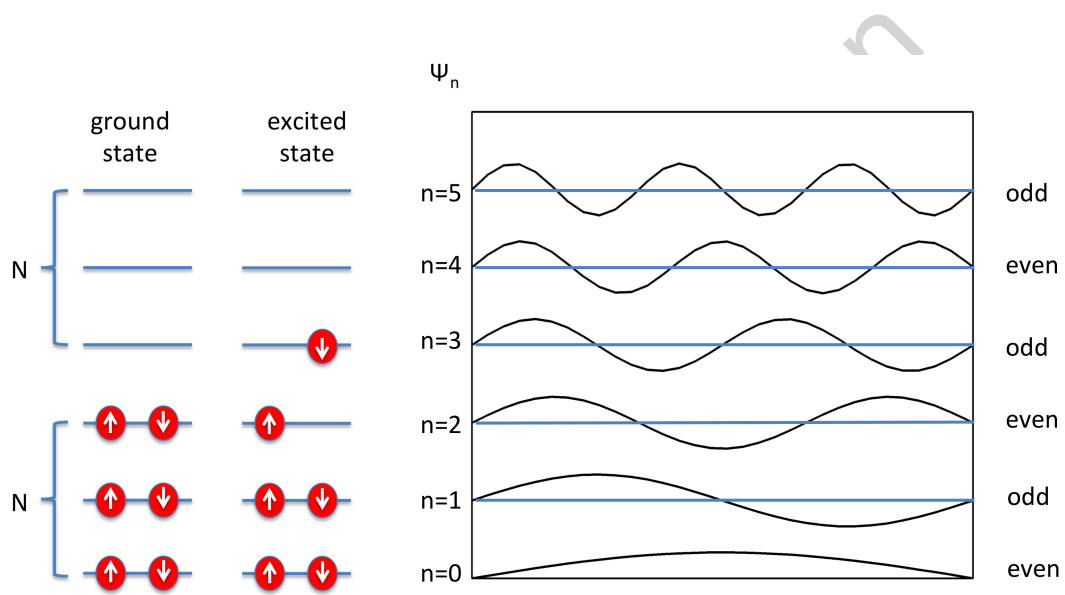 n
Ψn
ground
state
excited
state
N
N
n=5
n=4
n=3
n=2
n=1
n=0
odd
even
odd
even
odd
even